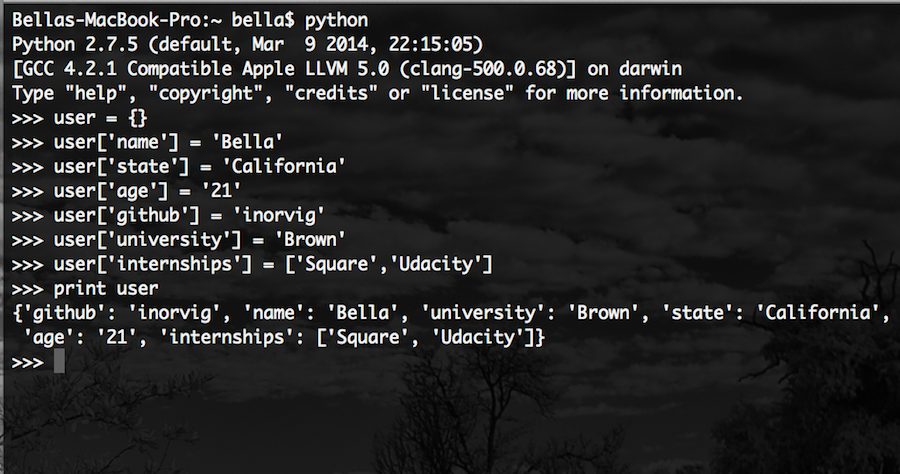 Bellas-MacBook-Pro:~ bella$ python
Python 2.7.5 (default, Mar  9 2014, 22:15:05)
[GCC 4.2.1 Compatible Apple LLVM 5.0 (clang-500.0.68)] on darwin
Type "help", "copyright", "credits" or "license" for more information.
>>> user = {}
>>> user['name'] = 'Bella'
>>> user['state'] = 'California'
>>> user['age'] = '21'
>>> user['github'] = 'inorvig'
>>> user['university'] = 'Brown'
>>> user['internships'] = ['Square','Udacity']
>>> print user
{'github': 'inorvig', 'name': 'Bella', 'university': 'Brown', 'state': 'California',
 'age': '21', 'internships': ['Square', 'Udacity']}
>>>